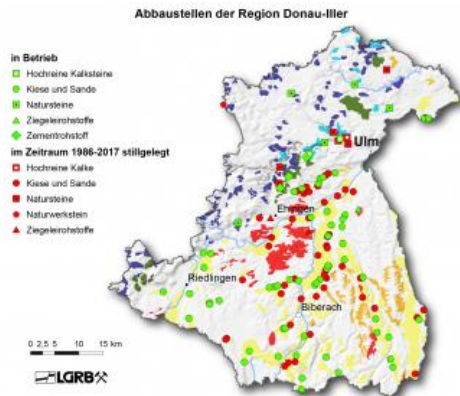 Abbaustellen der Region Donau-Iller
in Betrieb
Hochreine Kalksteine
Kiese und Sande
Natursteine
Ziegeleirohstoffe
Zementrohstoff
im Zeitraum 1986-2017 stillgelegt
Hochreine Kalke
Kiese und Sande
Natursteine
Naturwerkstein
Ziegeleirohstoffe
Ulm
Ehingen
Riedlingen
Biberach
0 2,5 5 10 15 km
LGRB